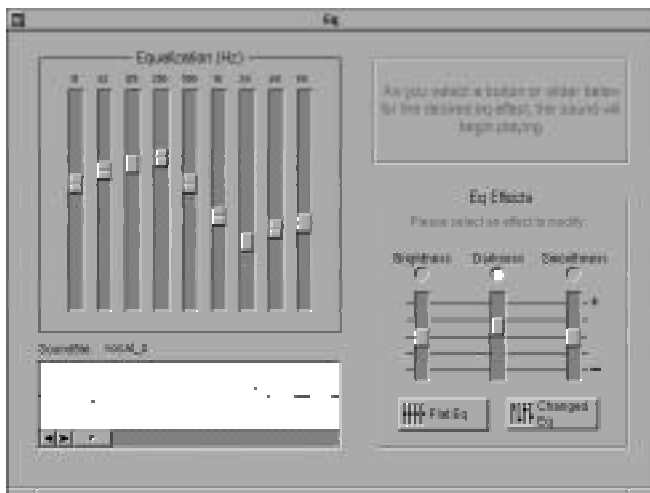 Eq
Equalization (Hz)
As you select a button or slider below
for the desired eq effect, the sound will
begin playing.
Eq Effects
Please select an effect to modify:
Brightness Darkness Smoothness
+
Soundfile:
−
Flat Eq
Changed
Eq